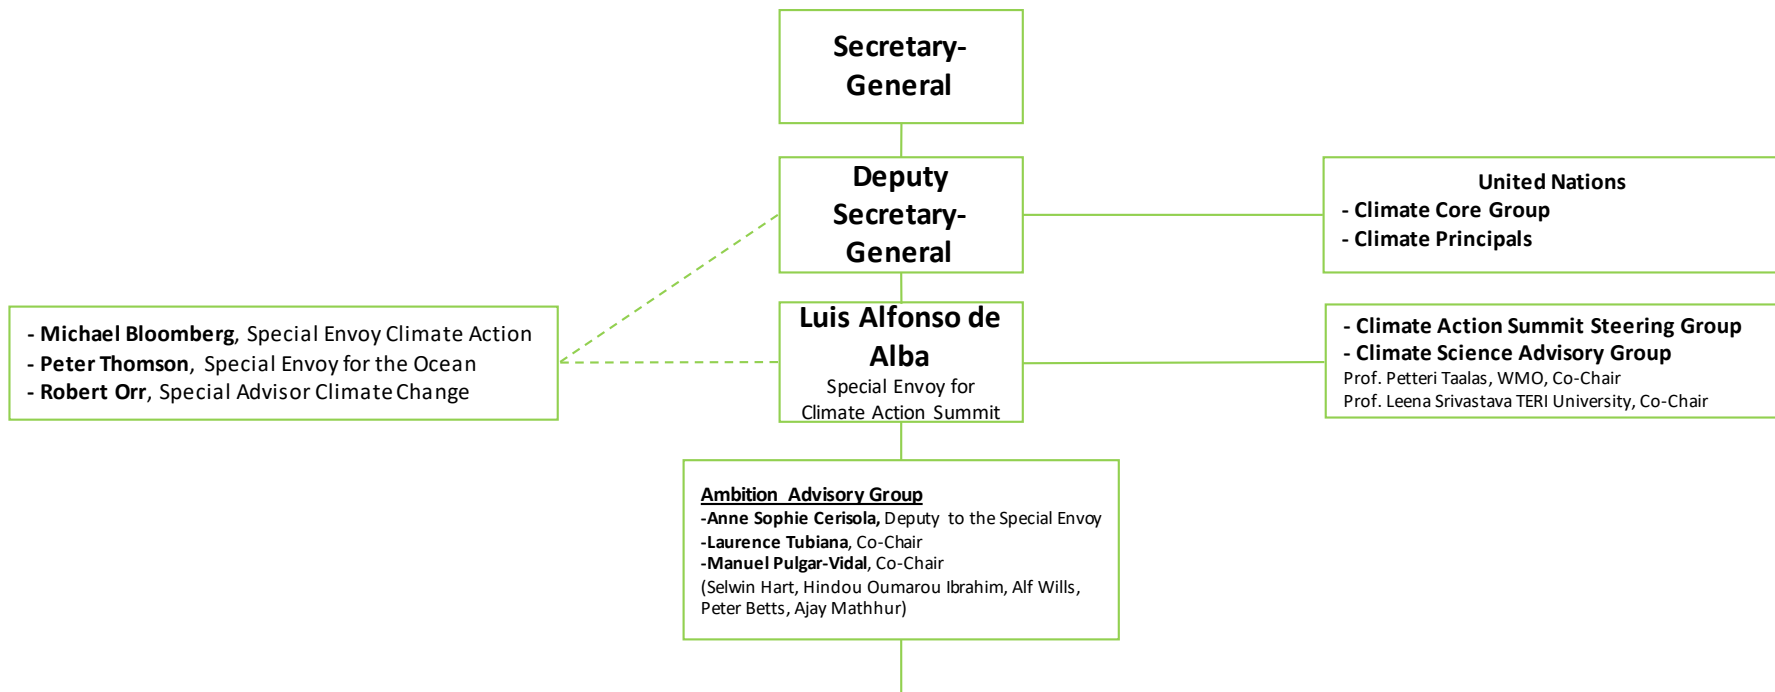 Secretary-
General
Deputy
Secretary-
General
United Nations
- Climate Core Group
- Climate Principals
- Michael Bloomberg, Special Envoy Climate Action
- Peter Thomson, Special Envoy for the Ocean
- Robert Orr, Special Advisor Climate Change
Luis Alfonso de
Alba
Special Envoy for
Climate Action Summit
- Climate Action Summit Steering Group
- Climate Science Advisory Group
Prof. Petteri Taalas, WMO, Co-Chair
Prof. Leena Srivastava TERI University, Co-Chair
Ambition Advisory Group
-Anne Sophie Cerisola, Deputy to the Special Envoy
-Laurence Tubiana, Co-Chair
-Manuel Pulgar-Vidal, Co-Chair
(Selwin Hart, Hindou Oumarou Ibrahim, Alf Wills,
Peter Betts, Ajay Mathhur)